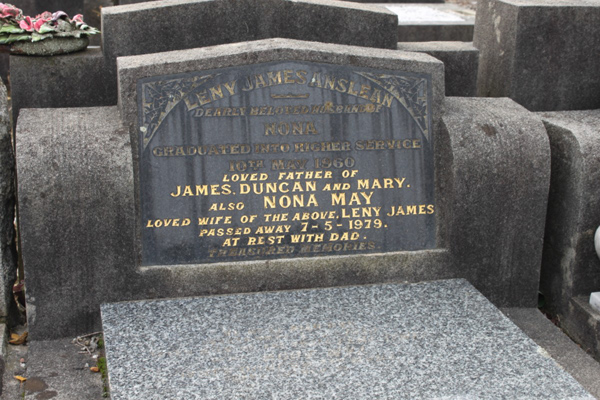 LENY JAMES ANSLEAN
DEARLY BELOVED HUSBAND OF
NONA
GRADUATED INTO HIGHER SERVICE
10TH MAY 1960
LOVED FATHER OF
JAMES, DUNCAN AND MARY.
ALSO NONA MAY
LOVED WIFE OF THE ABOVE, LENY JAMES
PASSED AWAY 7-5-1979.
AT REST WITH DAD.
TREASURED MEMORIES.